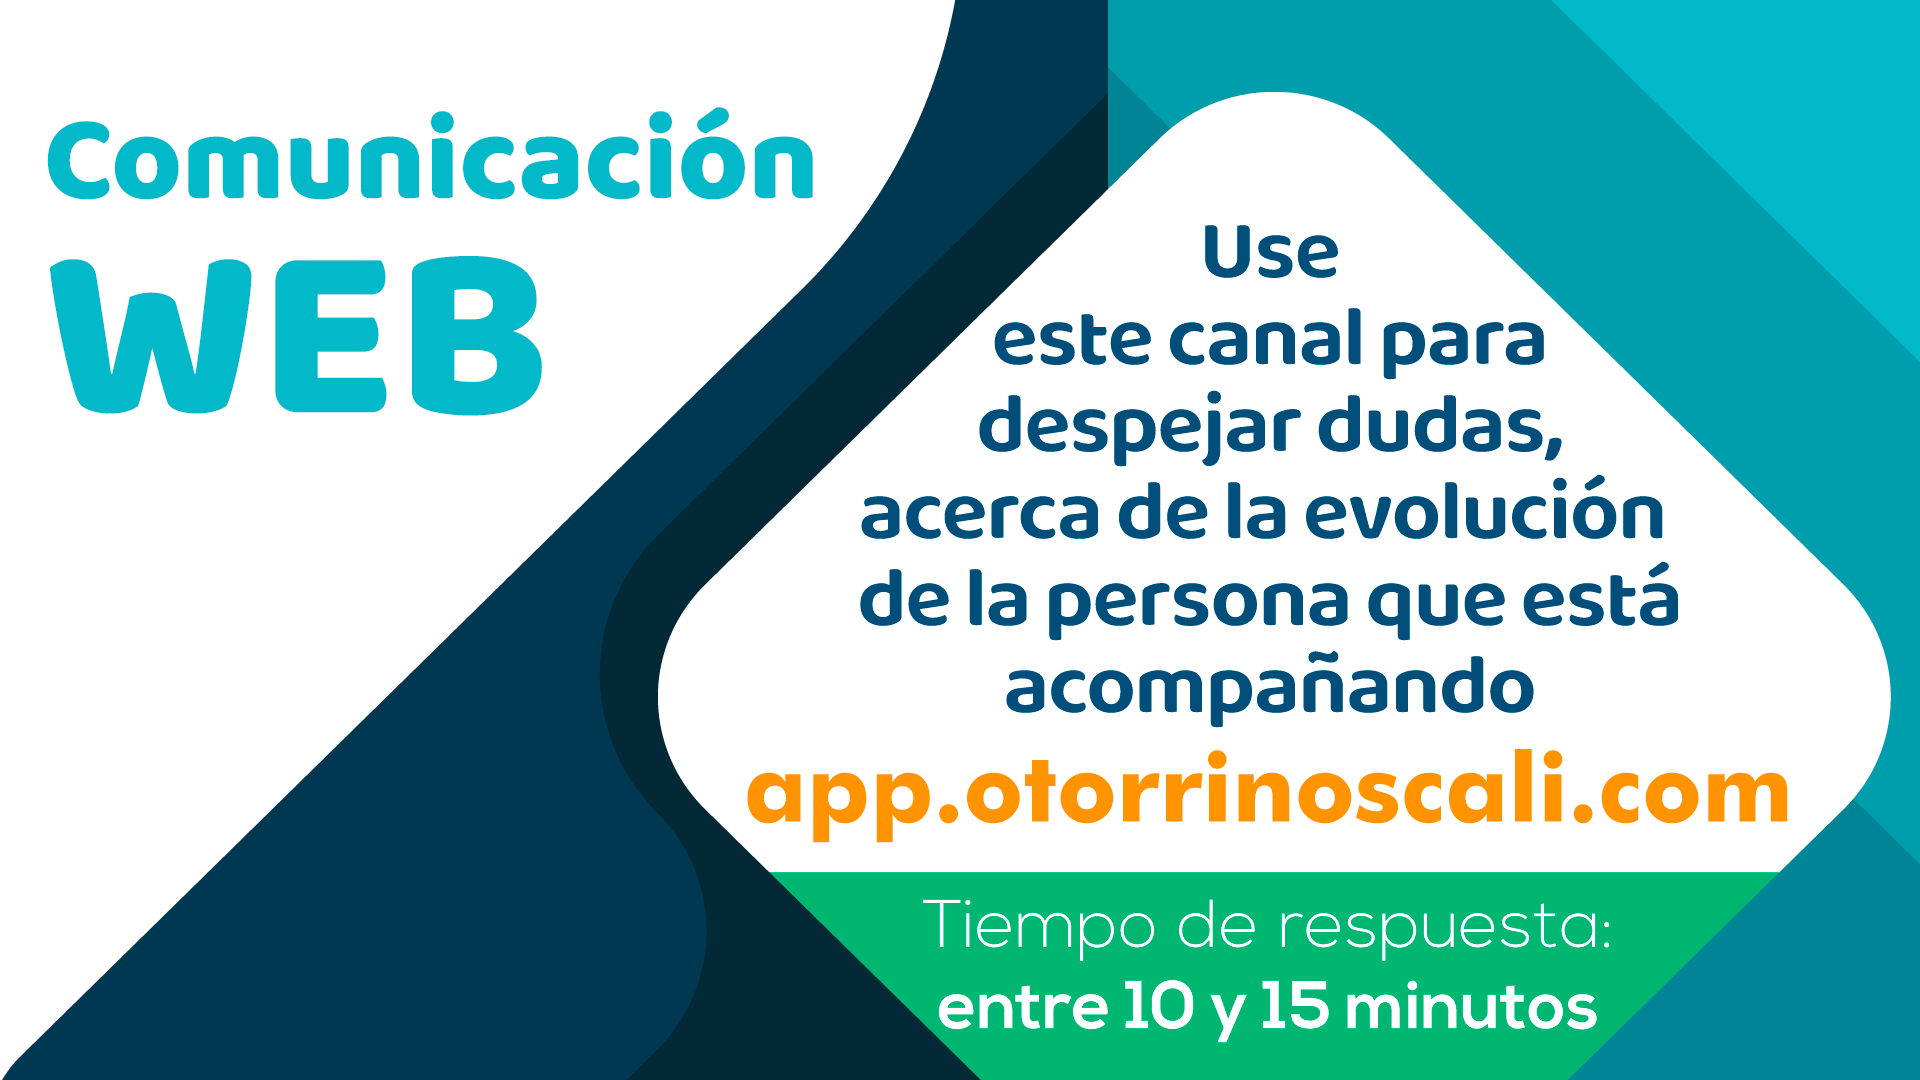 Comunicación
WEB
Use
este canal para
despejar dudas,
acerca de la evolución
de la persona que está
acompañando
app.otorrinoscali.com
Tiempo de respuesta:
entre 10 y 15 minutos